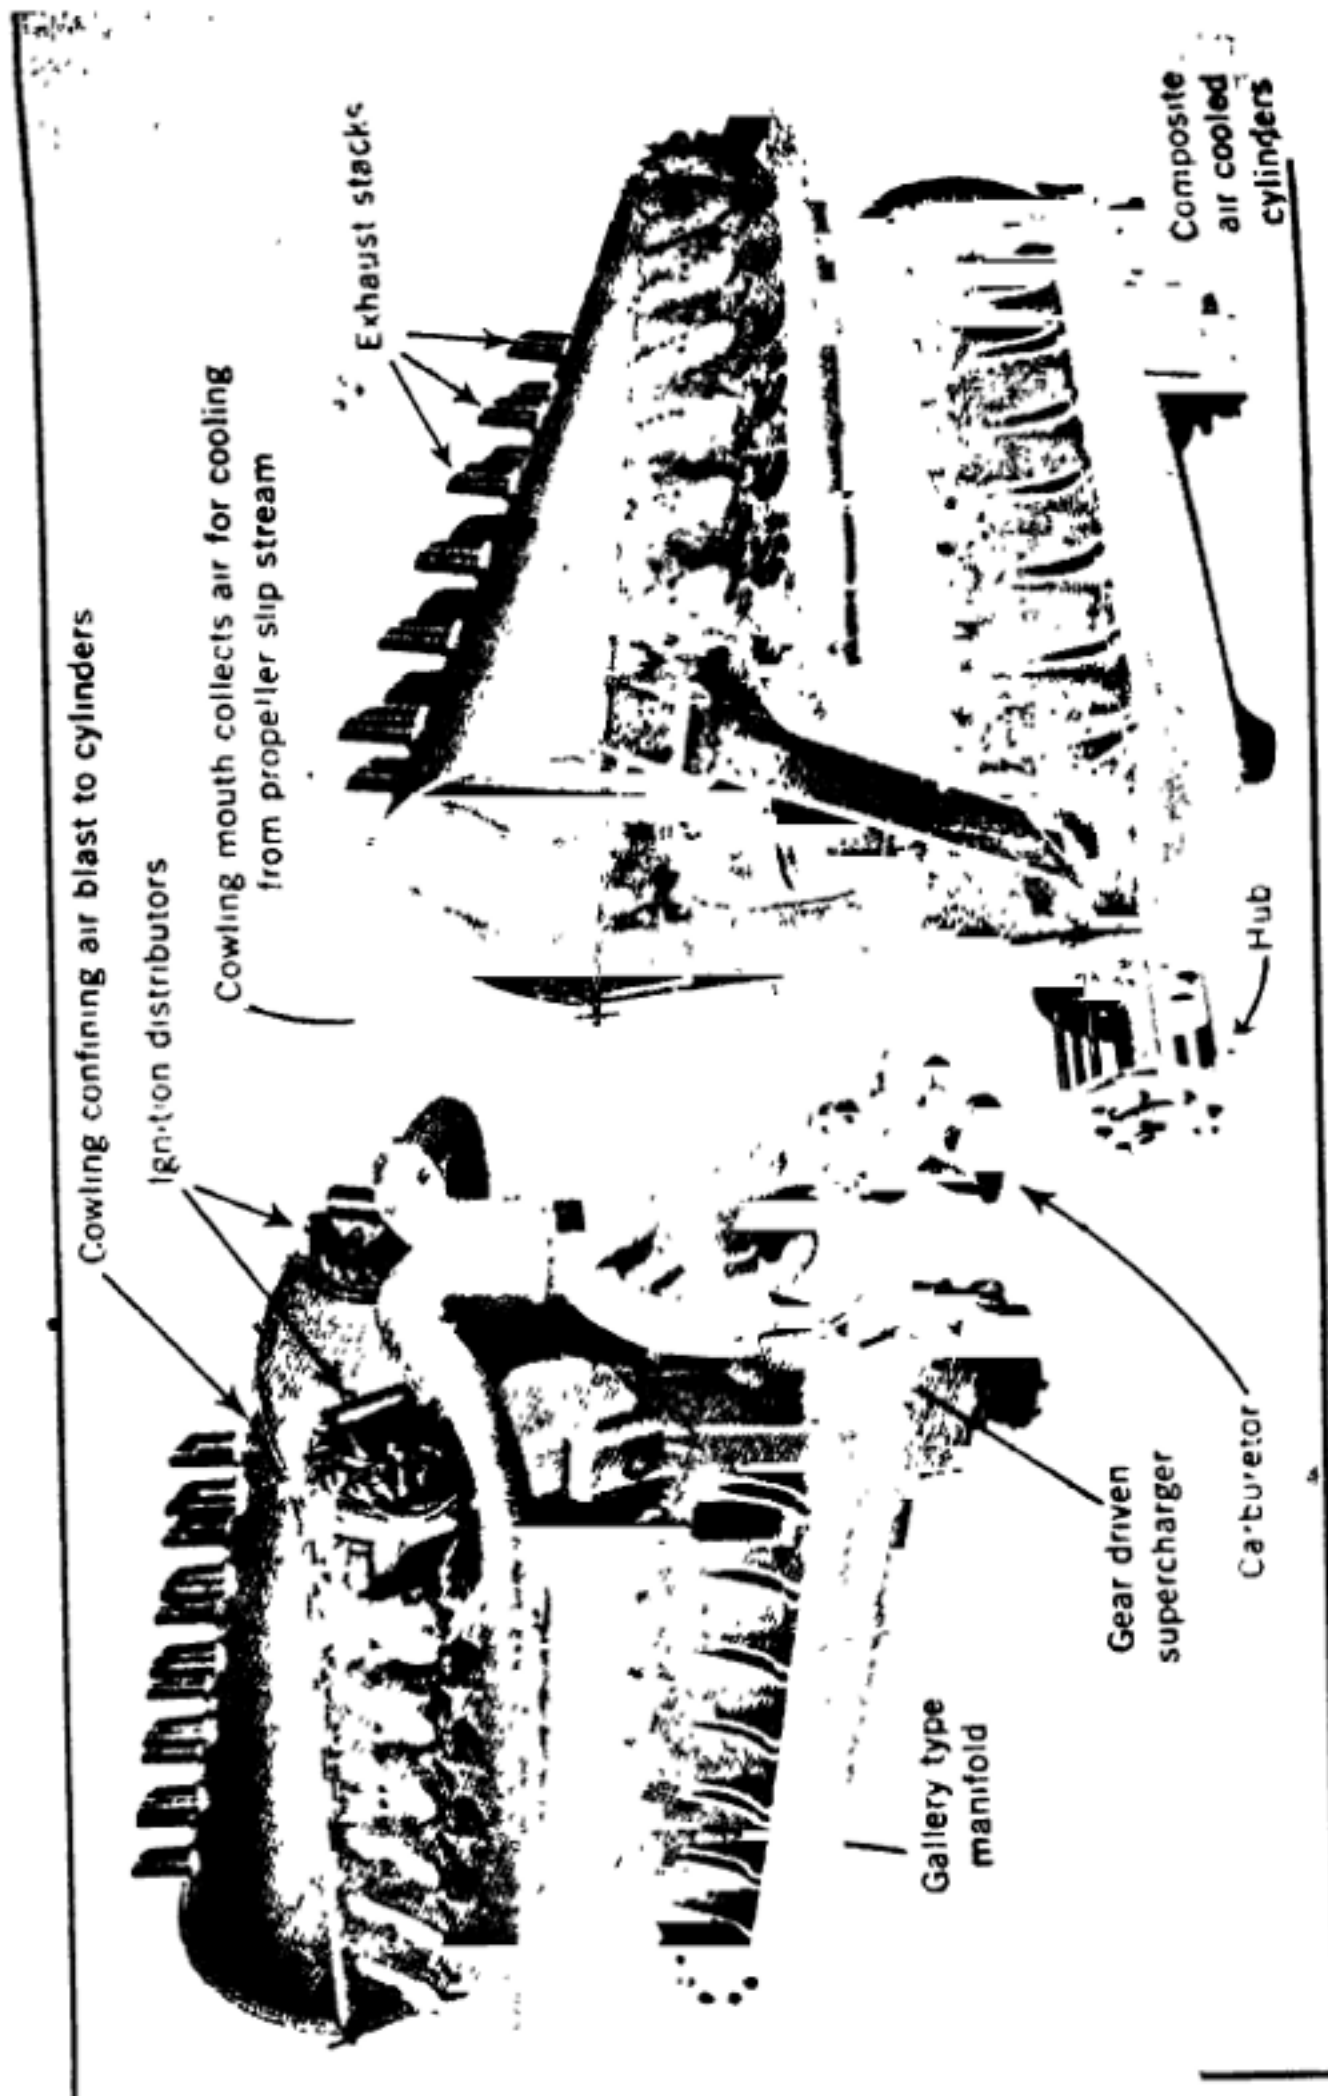 Cowling confining air blast to cylinders
Ignition distributors
Cowling mouth collects air for cooling
from propeller slip stream
Exhaust stacks
Composite
air cooled
cylinders
Hub
Carburetor
Gear driven
supercharger
Gallery type
manifold